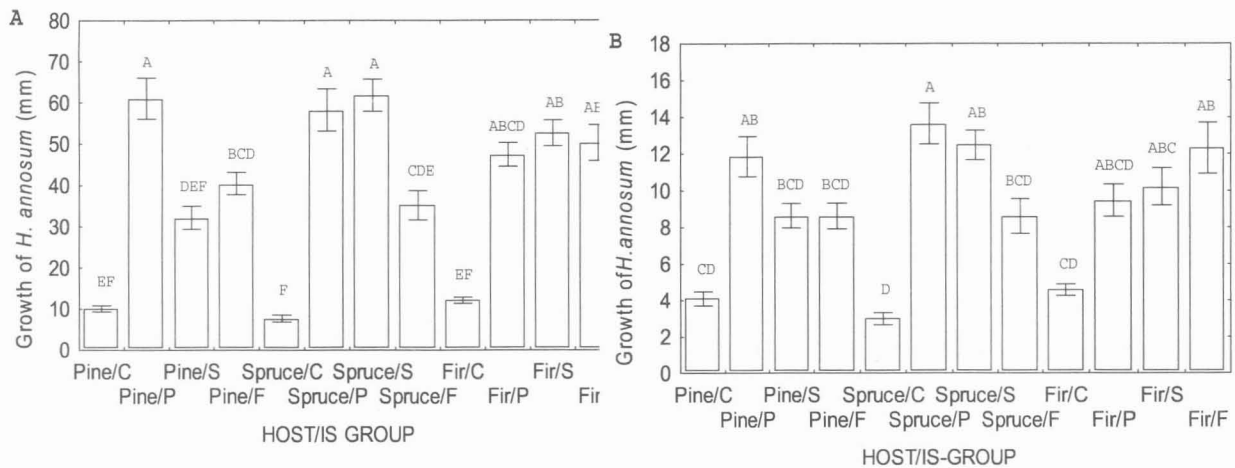 A
80
70
60
50
40
30
20
10
0
Growth of H. annosum (mm)
EF
A
DEF
BCD
F
A
A
CDE
EF
ABCD
AB
AB
Pine/C Pine/S Spruce/C Spruce/S Fir/C Fir/S
Pine/P Pine/F Spruce/P Spruce/F Fir/P Fir
HOST/IS GROUP
B
18
16
14
12
10
8
6
4
2
0
Growth of H.annosum (mm)
CD
AB
BCD
BCD
D
A
AB
BCD
CD
ABCD
ABC
AB
Pine/C Pine/S Spruce/C Spruce/S Fir/C Fir/S
Pine/P Pine/F Spruce/P Spruce/F Fir/P Fir/F
HOST/IS-GROUP